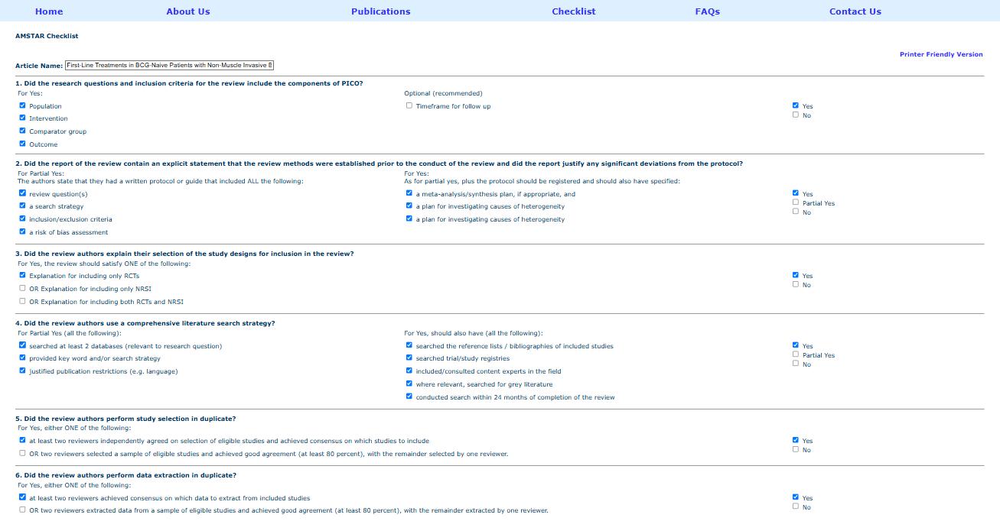 Home About Us Publications Checklist FAQs Contact Us
AMSTAR Checklist
Printer Friendly Version
Article Name: First-Line Treatments in BCG-Naive Patients with Non-Muscle Invasive B
1. Did the research questions and inclusion criteria for the review include the components of PICO?
For Yes: Optional (recommended)
Population Timeframe for follow up Yes
Intervention No
Comparator group
Outcome
2. Did the report of the review contain an explicit statement that the review methods were established prior to the conduct of the review and did the report justify any significant deviations from the protocol?
For Partial Yes: For Yes:
The authors state that they had a written protocol or guide that included ALL the following: As for partial yes, plus the protocol should be registered and should also have specified:
review question(s) a meta-analysis/synthesis plan, if appropriate, and Yes
a search strategy a plan for investigating causes of heterogeneity Partial Yes
inclusion/exclusion criteria a plan for investigating causes of heterogeneity No
a risk of bias assessment
3. Did the review authors explain their selection of the study designs for inclusion in the review?
For Yes, the review should satisfy ONE of the following:
Explanation for including only RCTs Yes
OR Explanation for including only NRSI No
OR Explanation for including both RCTs and NRSI
4. Did the review authors use a comprehensive literature search strategy?
For Partial Yes (all the following): For Yes, should also have (all the following):
searched at least 2 databases (relevant to research question) searched the reference lists / bibliographies of included studies Yes
provided key word and/or search strategy searched trial/study registries Partial Yes
justified publication restrictions (e.g. language) included/consulted content experts in the field No
where relevant, searched for grey literature
conducted search within 24 months of completion of the review
5. Did the review authors perform study selection in duplicate?
For Yes, either ONE of the following:
at least two reviewers independently agreed on selection of eligible studies and achieved consensus on which studies to include Yes
OR two reviewers selected a sample of eligible studies and achieved good agreement (at least 80 percent), with the remainder selected by one reviewer. No
6. Did the review authors perform data extraction in duplicate?
For Yes, either ONE of the following:
at least two reviewers achieved consensus on which data to extract from included studies Yes
OR two reviewers extracted data from a sample of eligible studies and achieved good agreement (at least 80 percent), with the remainder extracted by one reviewer. No